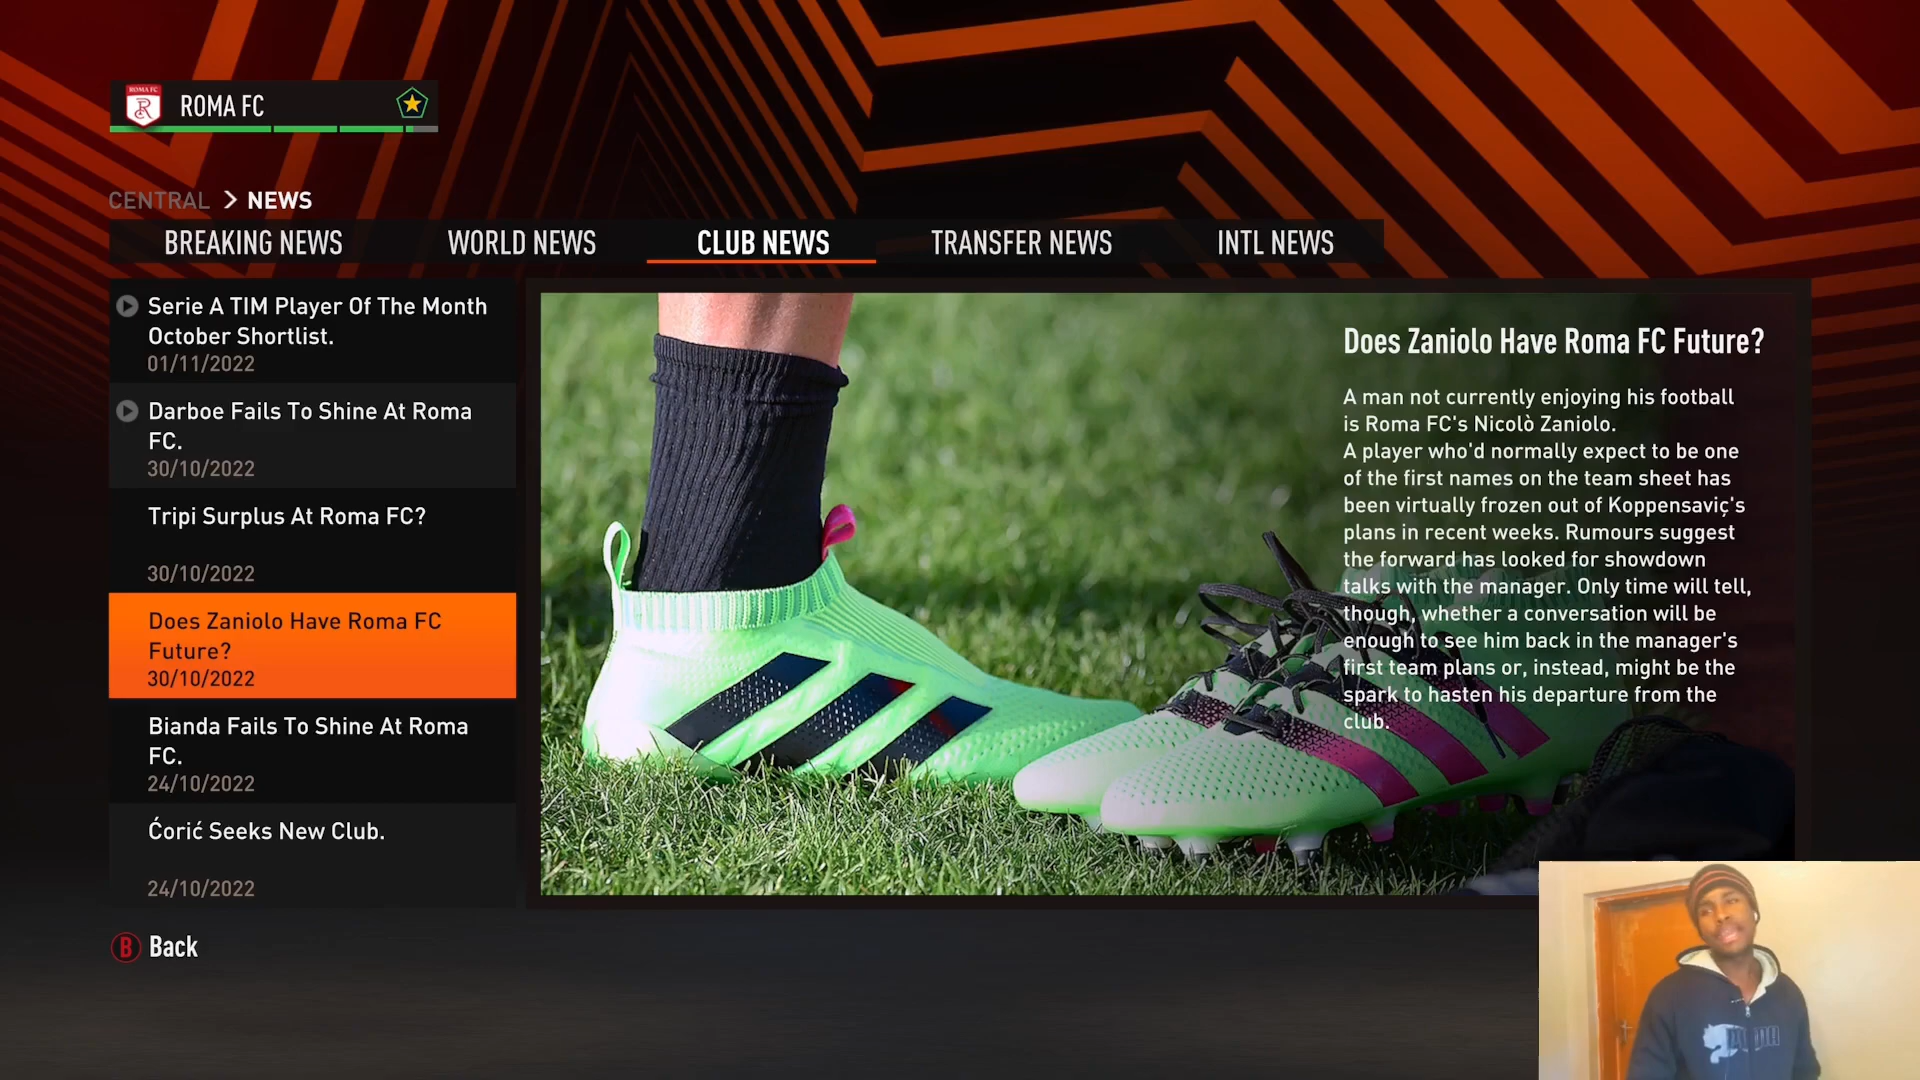 ROMA FC
ROMA FC
CENTRAL > NEWS
BREAKING NEWS
WORLD NEWS
CLUB NEWS
TRANSFER NEWS
INTL NEWS
Serie A TIM Player Of The Month
October Shortlist.
01/11/2022
Darboe Fails To Shine At Roma
FC.
30/10/2022
Tripi Surplus At Roma FC?
30/10/2022
Does Zaniolo Have Roma FC
Future?
30/10/2022
Bianda Fails To Shine At Roma
FC.
24/10/2022
Ćorić Seeks New Club.
24/10/2022
Does Zaniolo Have Roma FC Future?
A man not currently enjoying his football
is Roma FC's Nicolò Zaniolo.
A player who'd normally expect to be one
of the first names on the team sheet has
been virtually frozen out of Koppensaviç's
plans in recent weeks. Rumours suggest
the forward has looked for showdown
talks with the manager. Only time will tell,
though, whether a conversation will be
enough to see him back in the manager's
first team plans or, instead, might be the
spark to hasten his departure from the
club.
B Back